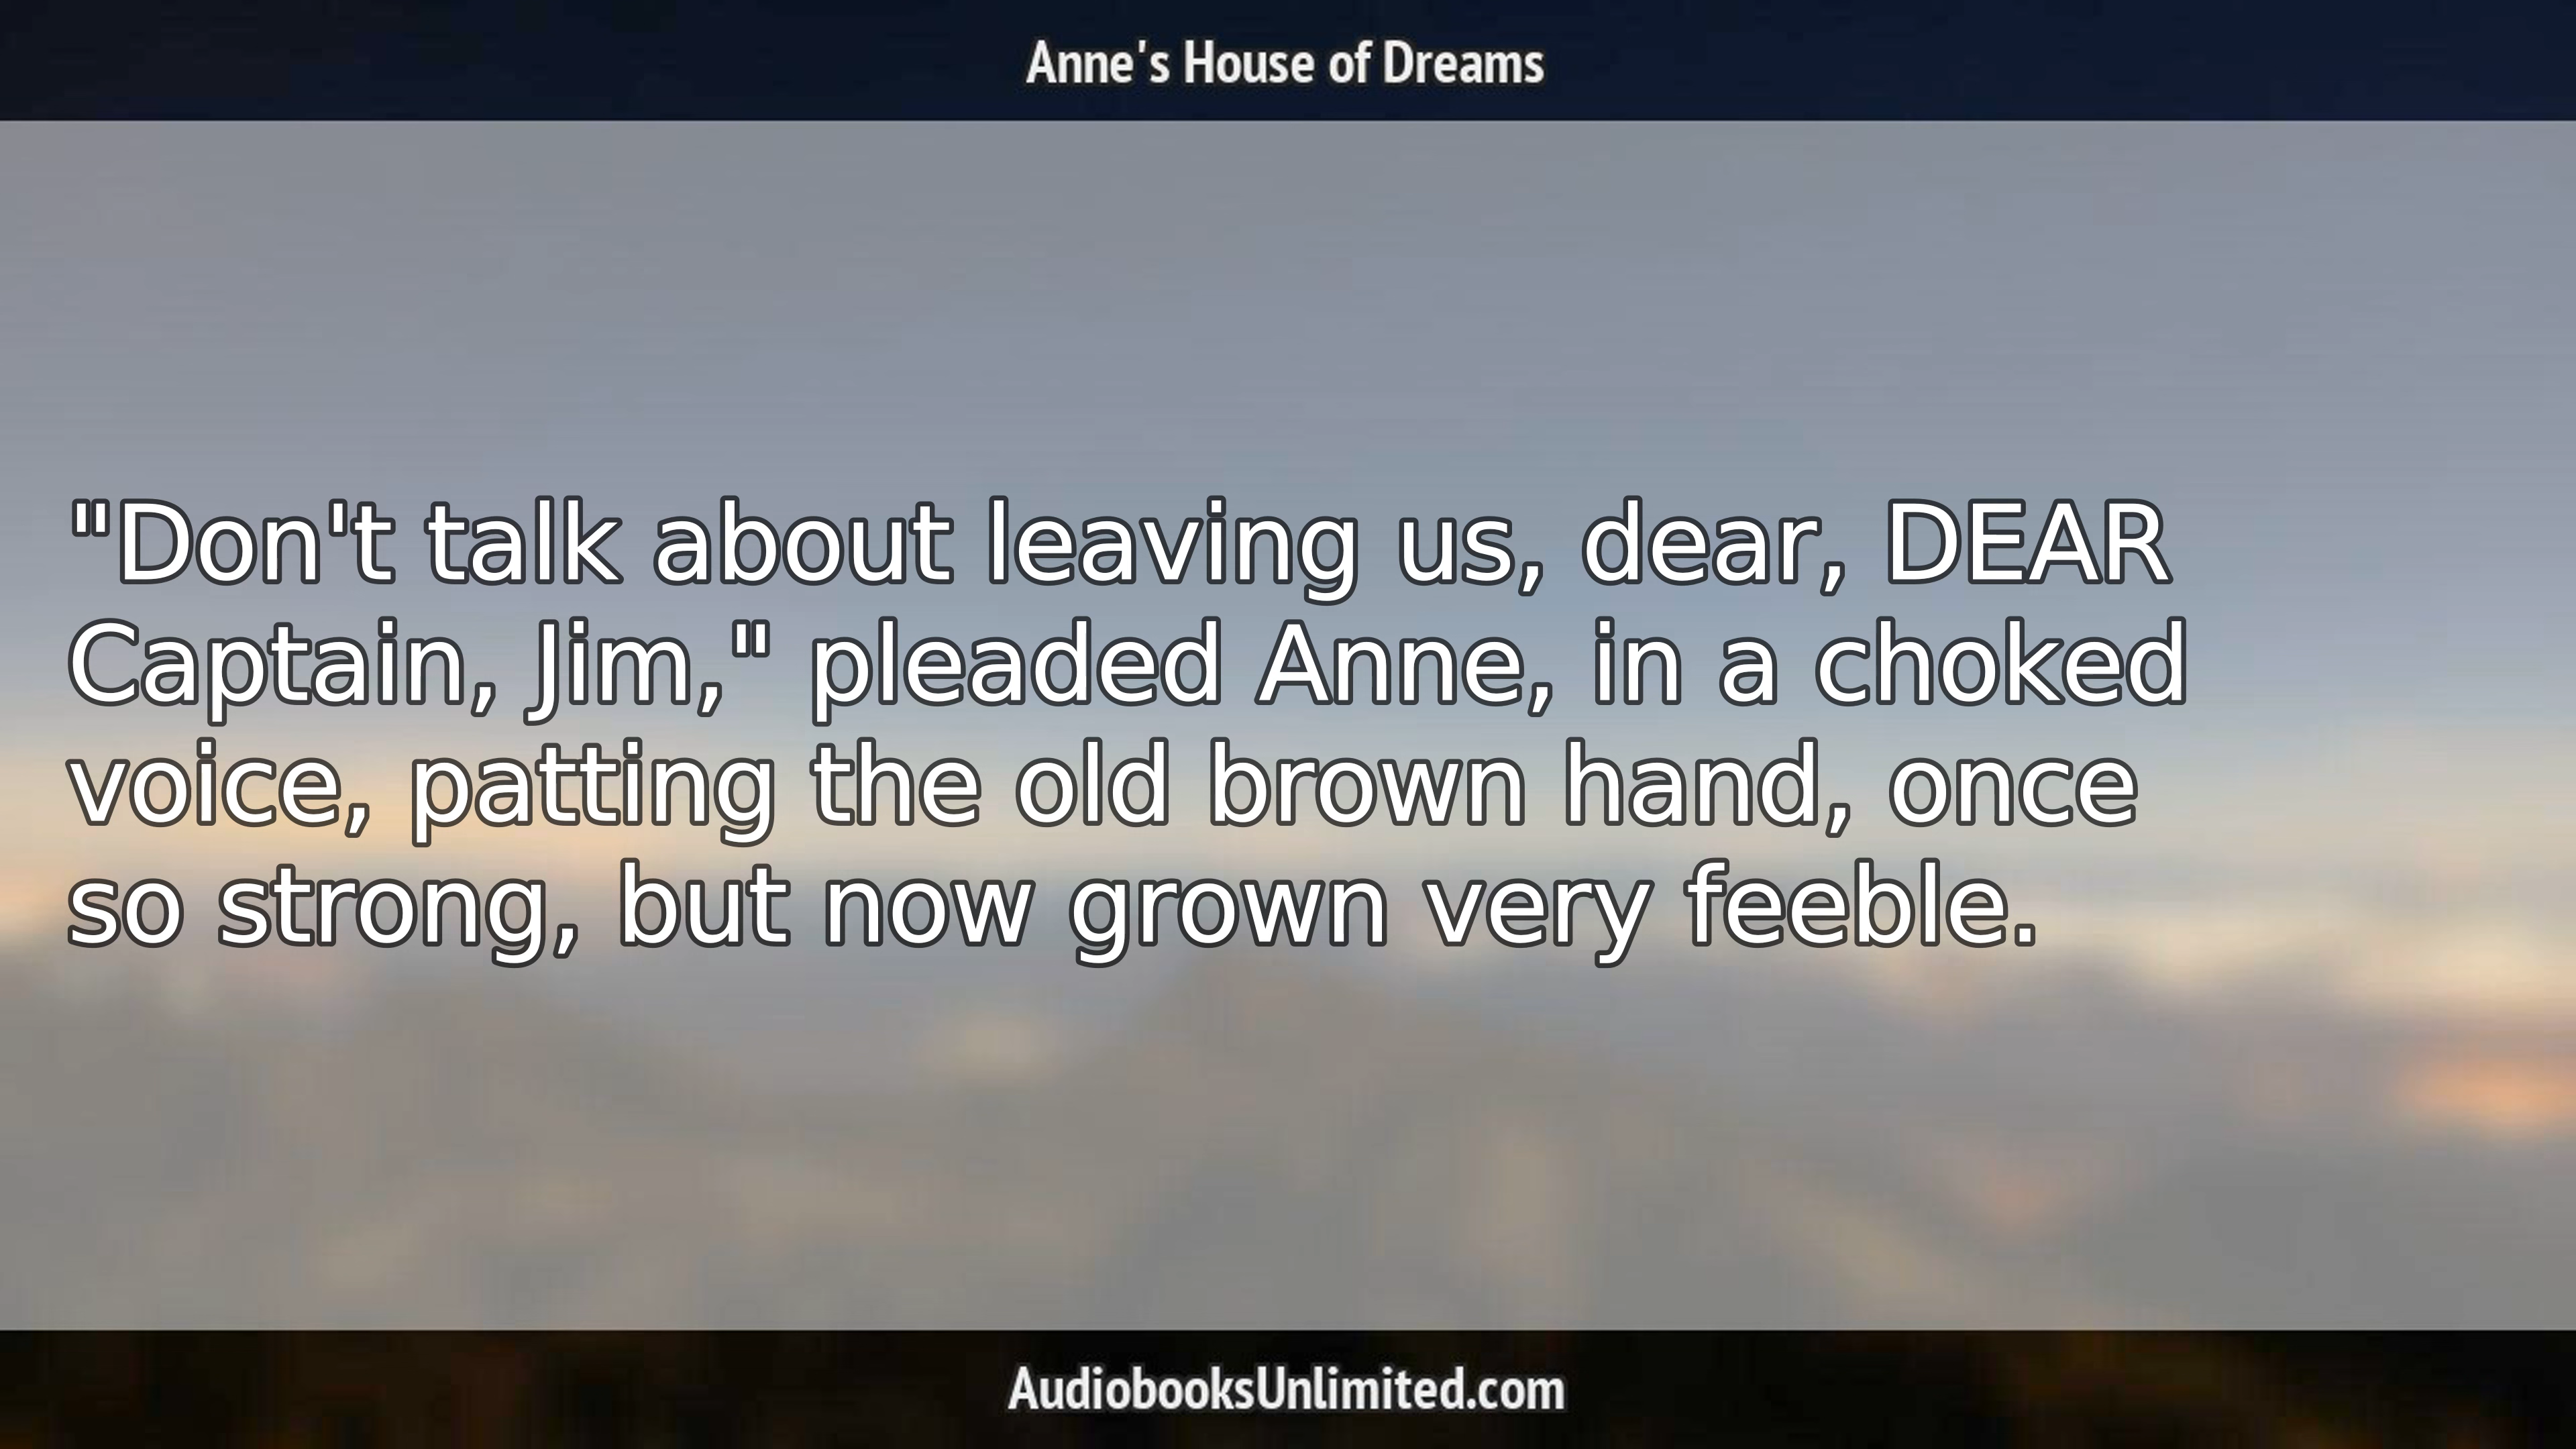 Anne's House of Dreams
"Don't talk about leaving us, dear, DEAR
Captain, Jim," pleaded Anne, in a choked
voice, patting the old brown hand, once
so strong, but now grown very feeble.
AudiobooksUnlimited.com